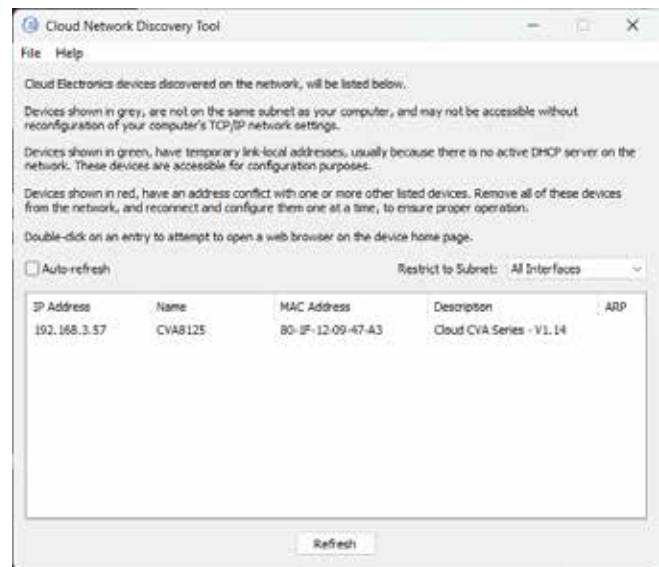 Cloud Network Discovery Tool
File Help
Cloud Electronics devices discovered on the network, will be listed below.
Devices shown in grey, are not on the same subnet as your computer, and may not be accessible without
reconfiguration of your computer's TCP/IP network settings.
Devices shown in green, have temporary link-local addresses, usually because there is no active DHCP server on the
network. These devices are accessible for configuration purposes.
Devices shown in red, have an address conflict with one or more other listed devices. Remove all of these devices
from the network, and reconnect and configure them one at a time, to ensure proper operation.
Double-click on an entry to attempt to open a web browser on the device home page.
Auto-refresh Restrict to Subnet: All Interfaces
IP Address Name MAC Address Description ARP
192.168.3.57 CVA8125 80-1F-12-09-47-A3 Cloud CVA Series - V1.14
Refresh